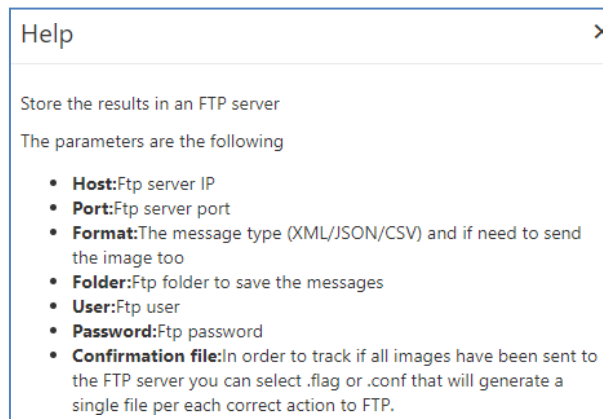 Help
Store the results in an FTP server
The parameters are the following
• Host:Ftp server IP
• Port:Ftp server port
• Format:The message type (XML/JSON/CSV) and if need to send
the image too
• Folder:Ftp folder to save the messages
• User:Ftp user
• Password:Ftp password
• Confirmation file:In order to track if all images have been sent to
the FTP server you can select .flag or .conf that will generate a
single file per each correct action to FTP.